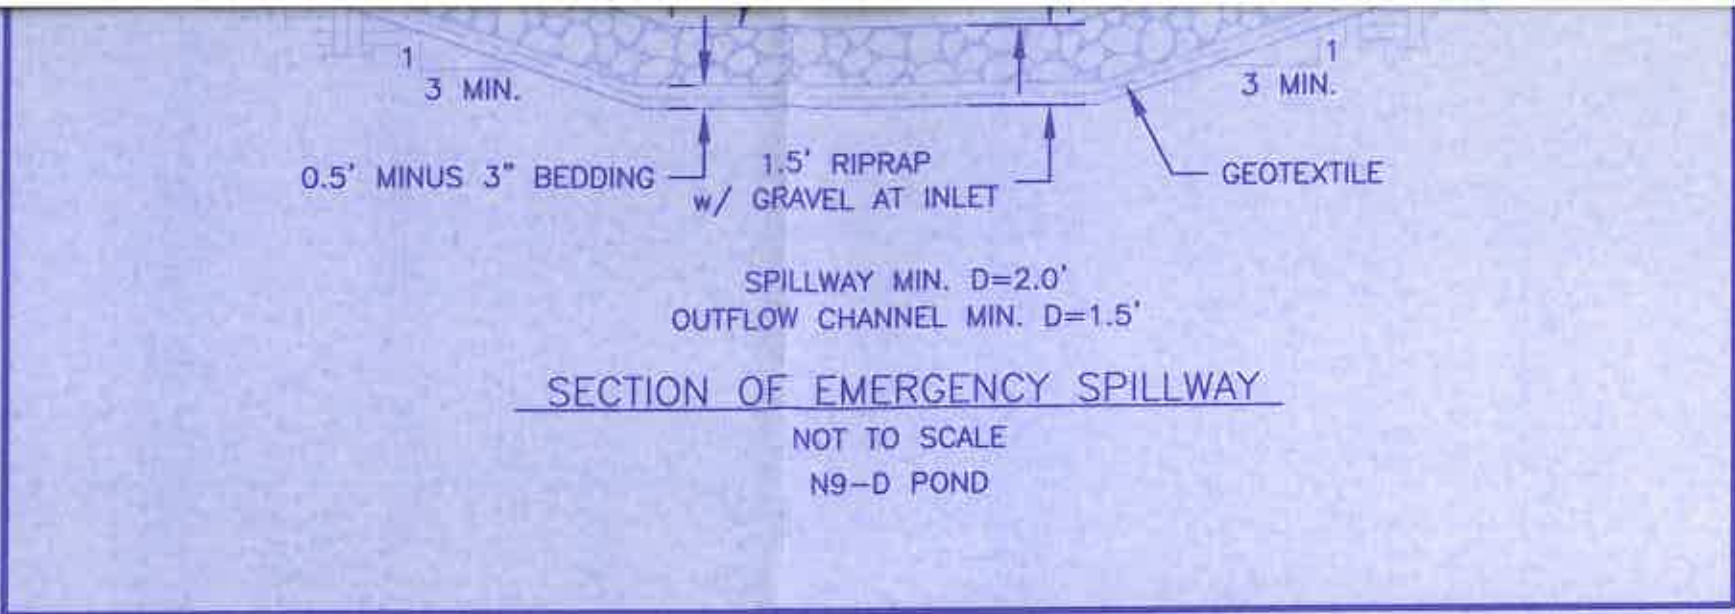 1
3 MIN.
1
3 MIN.
0.5' MINUS 3" BEDDING
1.5' RIPRAP
w/ GRAVEL AT INLET
GEOTEXTILE
SPILLWAY MIN. D=2.0'
OUTFLOW CHANNEL MIN. D=1.5'
SECTION OF EMERGENCY SPILLWAY
NOT TO SCALE
N9-D POND